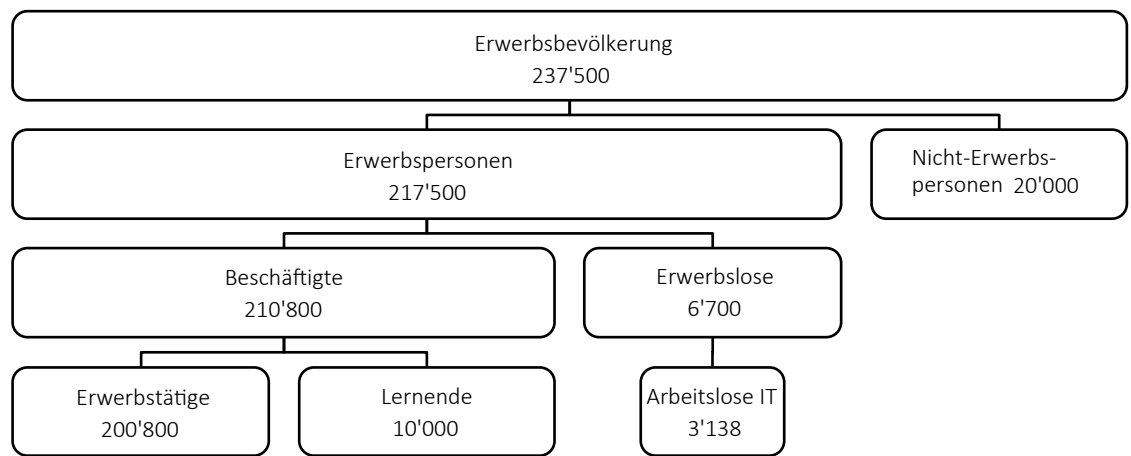 Erwerbsbevölkerung
237'500
Erwerbspersonen
217'500
Nicht-Erwerbs-
personen 20'000
Beschäftigte
210'800
Erwerbslose
6'700
Erwerbstätige
200'800
Lernende
10'000
Arbeitslose IT
3'138